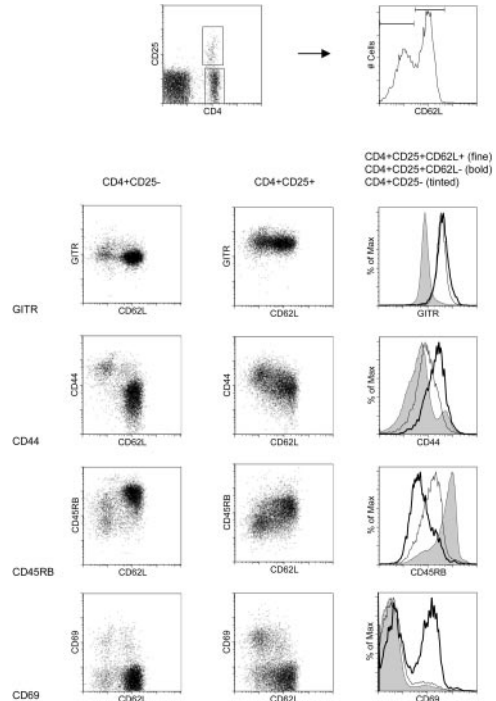 CD25
CD4
# Cells
CD62L
CD4+CD25-
CD4+CD25+
CD4+CD25+CD62L+ (fine)
CD4+CD25+CD62L- (bold)
CD4+CD25- (tinted)
GITR
CD62L
GITR
CD62L
% of Max
GITR
GITR
CD44
CD62L
CD44
CD62L
% of Max
CD44
CD44
CD45RB
CD62L
CD45RB
CD62L
% of Max
CD45RB
CD45RB
CD69
CD62L
CD69
CD62L
% of Max
CD69
CD69